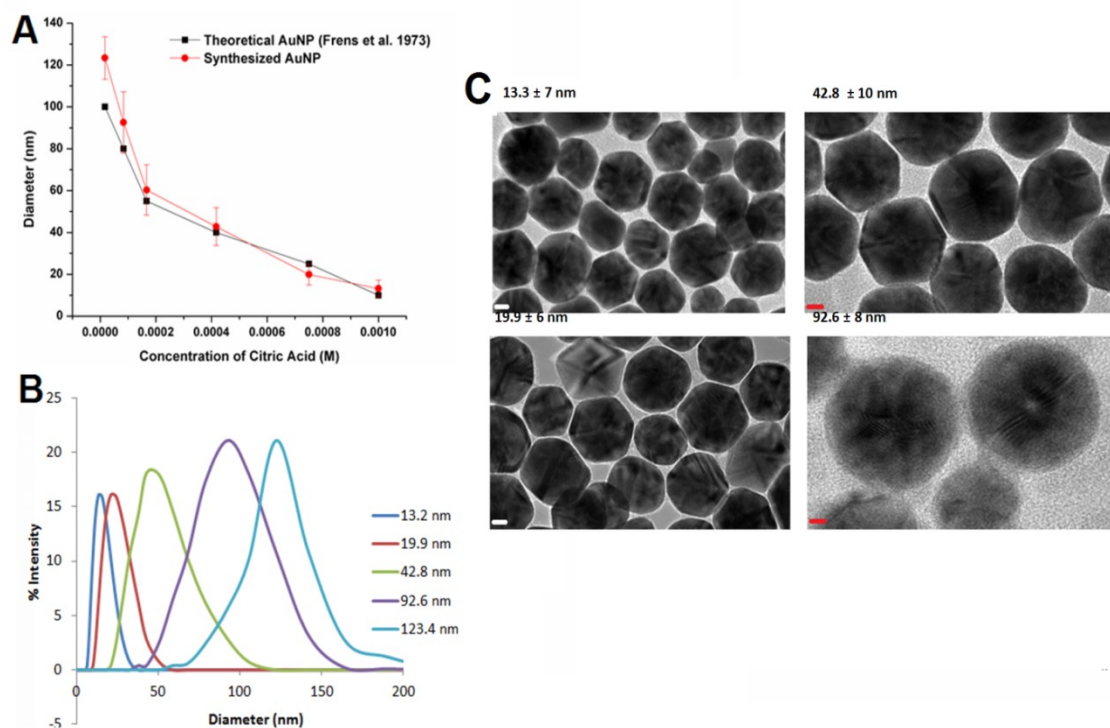 A
140
120
100
80
60
40
20
0
Diameter (nm)
Theoretical AuNP (Frens et al. 1973)
Synthesized AuNP
0.0000 0.0002 0.0004 0.0006 0.0008 0.0010
Concentration of Citric Acid (M)
B
25
20
15
10
5
0
-5
% Intensity
13.2 nm
19.9 nm
42.8 nm
92.6 nm
123.4 nm
0 50 100 150 200
Diameter (nm)
C
13.3 ± 7 nm
42.8 ± 10 nm
19.9 ± 6 nm
92.6 ± 8 nm